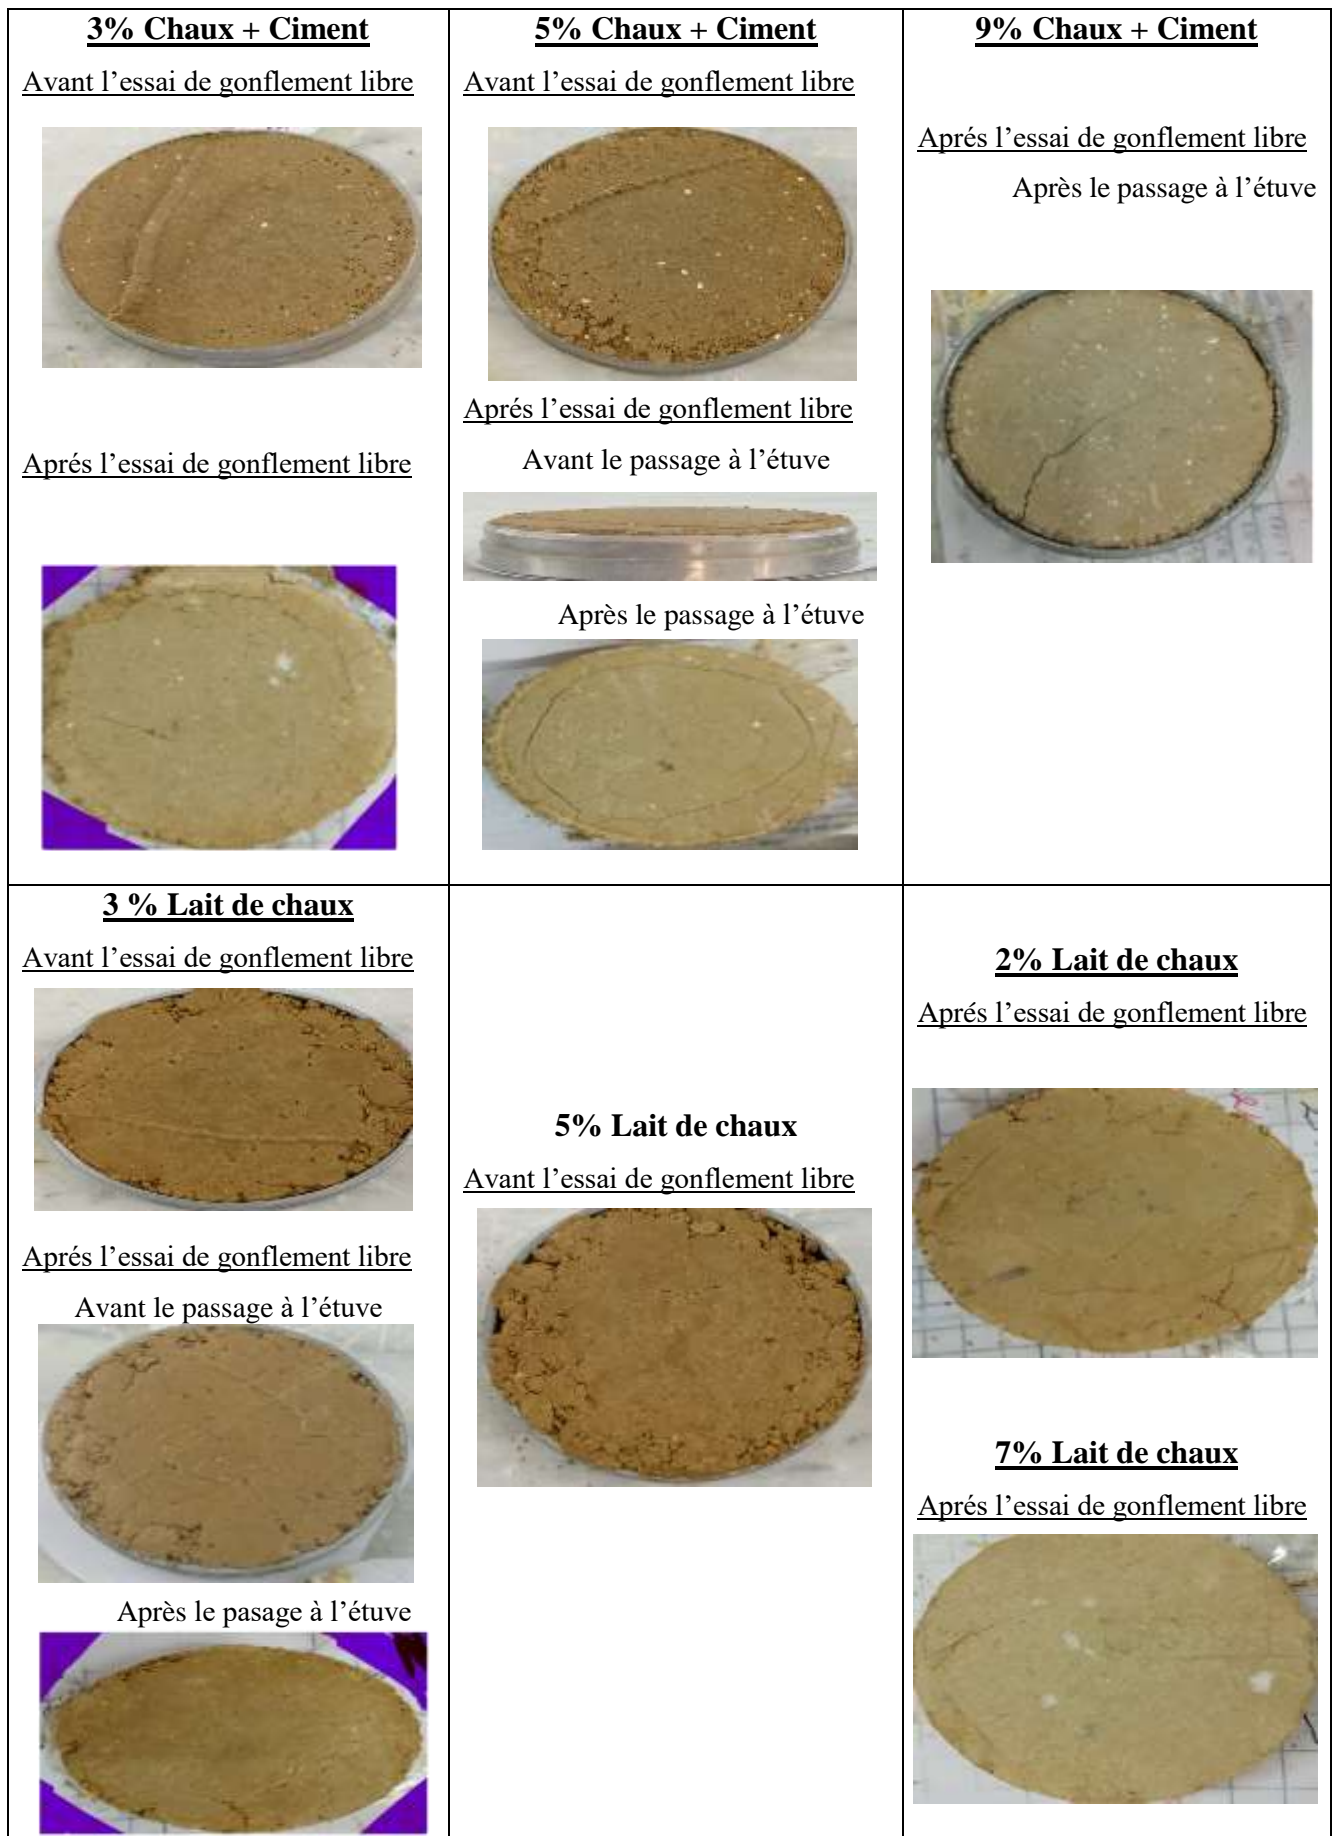 3% Chaux + Ciment
Avant l’essai de gonflement libre
Aprés l’essai de gonflement libre
5% Chaux + Ciment
Avant l’essai de gonflement libre
Aprés l’essai de gonflement libre
Avant le passage à l’étuve
Après le passage à l’étuve
9% Chaux + Ciment
Aprés l’essai de gonflement libre
Après le passage à l’étuve
3 % Lait de chaux
Avant l’essai de gonflement libre
Aprés l’essai de gonflement libre
Avant le passage à l’étuve
Après le pasage à l’étuve
5% Lait de chaux
Avant l’essai de gonflement libre
2% Lait de chaux
Aprés l’essai de gonflement libre
7% Lait de chaux
Aprés l’essai de gonflement libre